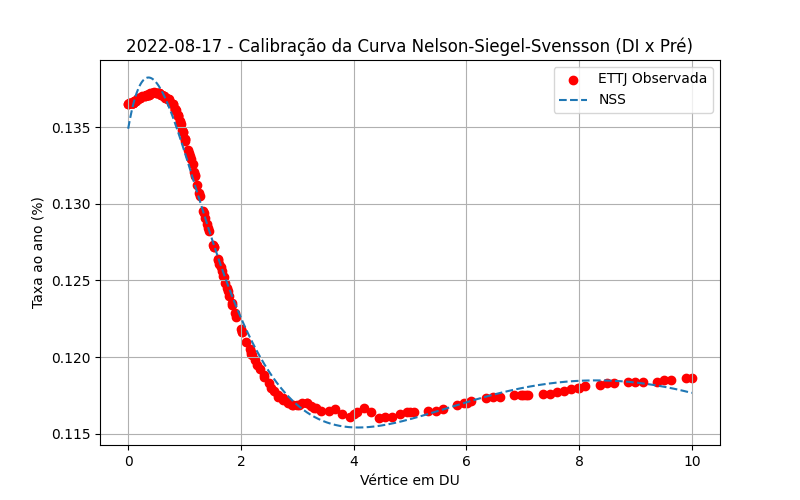 2022-08-17 - Calibração da Curva Nelson-Siegel-Svensson (DI x Pré)
ETTJ Observada
NSS
Taxa ao ano (%)
0.135
0.130
0.125
0.120
0.115
0 2 4 6 8 10
Vértice em DU